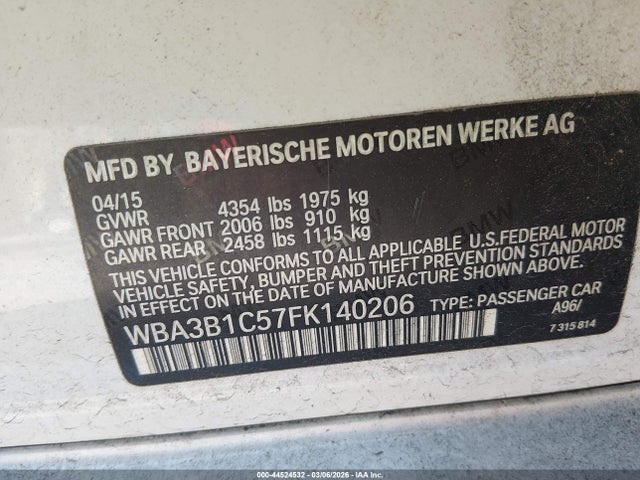 MFD BY BAYERISCHE MOTOREN WERKE AG
04/15
GVWR 4354 lbs 1975 kg
GAWR FRONT 2006 lbs 910 kg
GAWR REAR 2458 lbs 1115 kg
THIS VEHICLE CONFORMS TO ALL APPLICABLE U.S.FEDERAL MOTOR
VEHICLE SAFETY, BUMPER AND THEFT PREVENTION STANDARDS
IN EFFECT ON THE DATE OF MANUFACTURE SHOWN ABOVE.
WBA3B1C57FK140206 TYPE: PASSENGER CAR
A96/
7 315 814
000-44524532 - 03/06/2026 - IAA Corp.